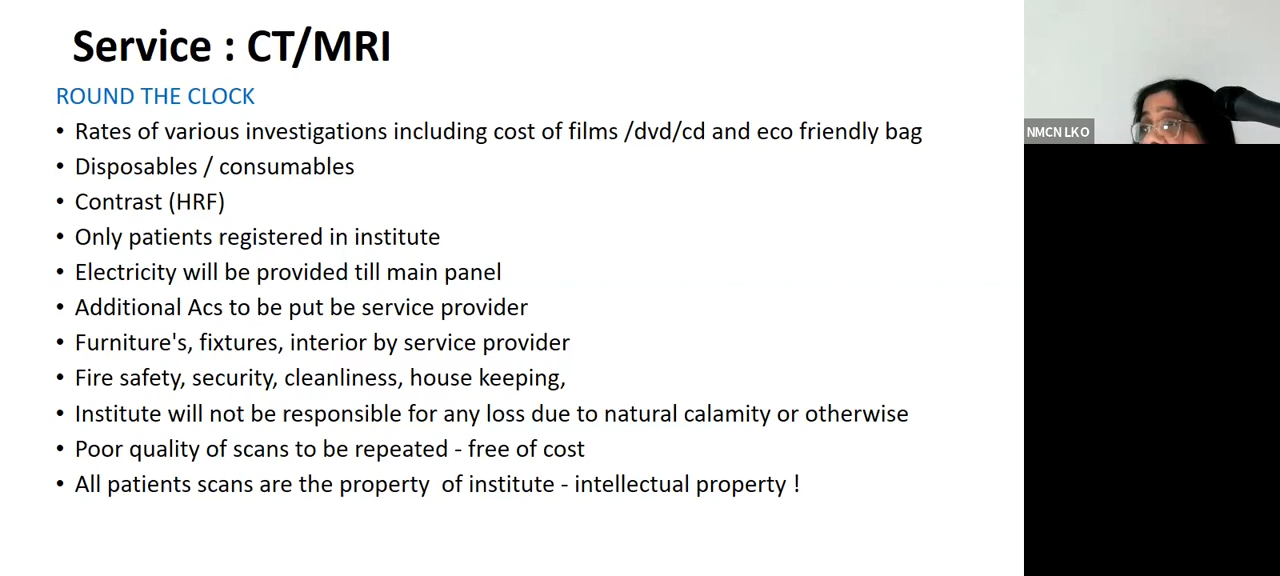 Service : CT/MRI
ROUND THE CLOCK
• Rates of various investigations including cost of films /dvd/cd and eco friendly bag
• Disposables / consumables
• Contrast (HRF)
• Only patients registered in institute
• Electricity will be provided till main panel
• Additional Acs to be put be service provider
• Furniture's, fixtures, interior by service provider
• Fire safety, security, cleanliness, house keeping,
• Institute will not be responsible for any loss due to natural calamity or otherwise
• Poor quality of scans to be repeated - free of cost
• All patients scans are the property  of institute - intellectual property !
NMCN LKO